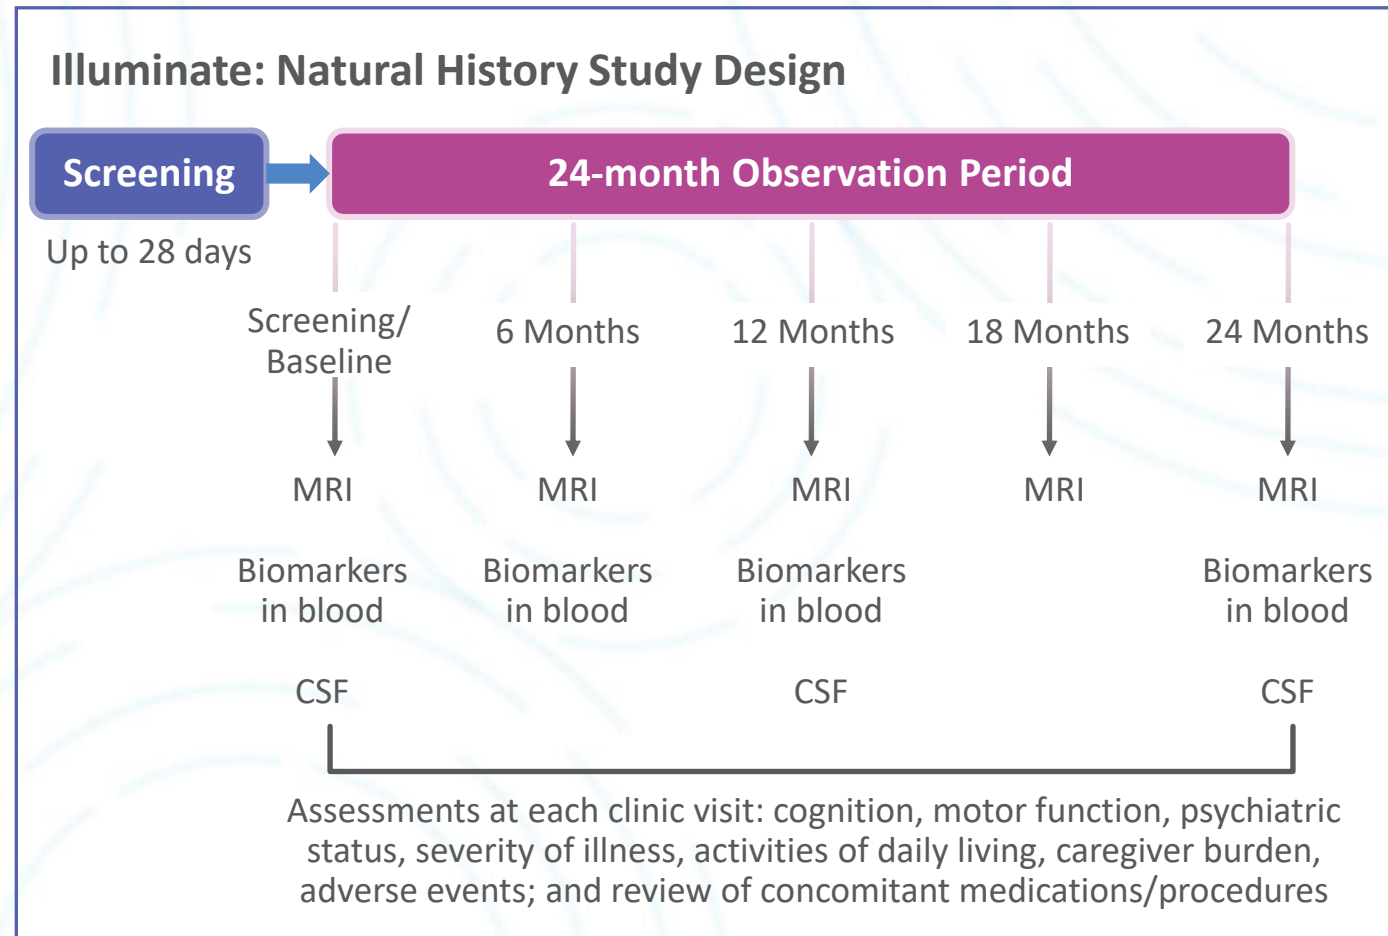 Illuminate: Natural History Study Design
Screening
24-month Observation Period
Up to 28 days
Screening/
Baseline
6 Months
12 Months
18 Months
24 Months
MRI
MRI
MRI
MRI
MRI
Biomarkers
in blood
Biomarkers
in blood
Biomarkers
in blood
Biomarkers
in blood
CSF
CSF
CSF
Assessments at each clinic visit: cognition, motor function, psychiatric
status, severity of illness, activities of daily living, caregiver burden,
adverse events; and review of concomitant medications/procedures